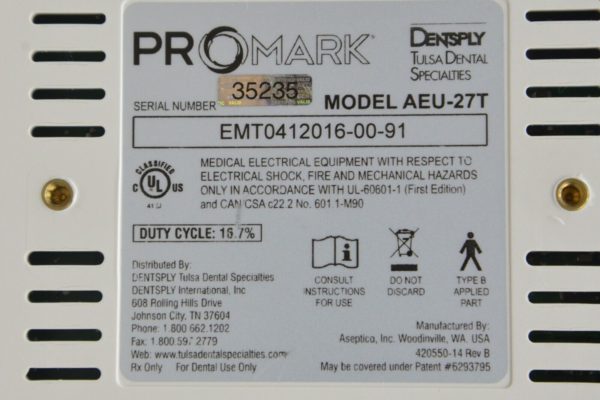 PROMARK
DENTSPLY
TULSA DENTAL
SPECIALTIES
35235
SERIAL NUMBER
MODEL AEU-27T
EMT0412016-00-91
CLASSIFIED
C UL US
MEDICAL ELECTRICAL EQUIPMENT WITH RESPECT TO
ELECTRICAL SHOCK, FIRE AND MECHANICAL HAZARDS
ONLY IN ACCORDANCE WITH UL-60601-1 (First Edition)
and CAN/CSA c22.2 No. 601.1-M90
DUTY CYCLE: 16.7%
CONSULT
INSTRUCTIONS
FOR USE
DO NOT
DISCARD
TYPE B
APPLIED
PART
Distributed By:
DENTSPLY Tulsa Dental Specialties
DENTSPLY International, Inc
608 Rolling Hills Drive
Johnson City, TN 37604
Phone: 1.800.662.1202
Fax: 1.800.597.2779
Web: www.tulsadentalspecialties.com
Rx Only For Dental Use Only
Manufactured By:
Aseptico, Inc. Woodinville, WA. USA
420550-14 Rev B
May be covered under Patent #6293795